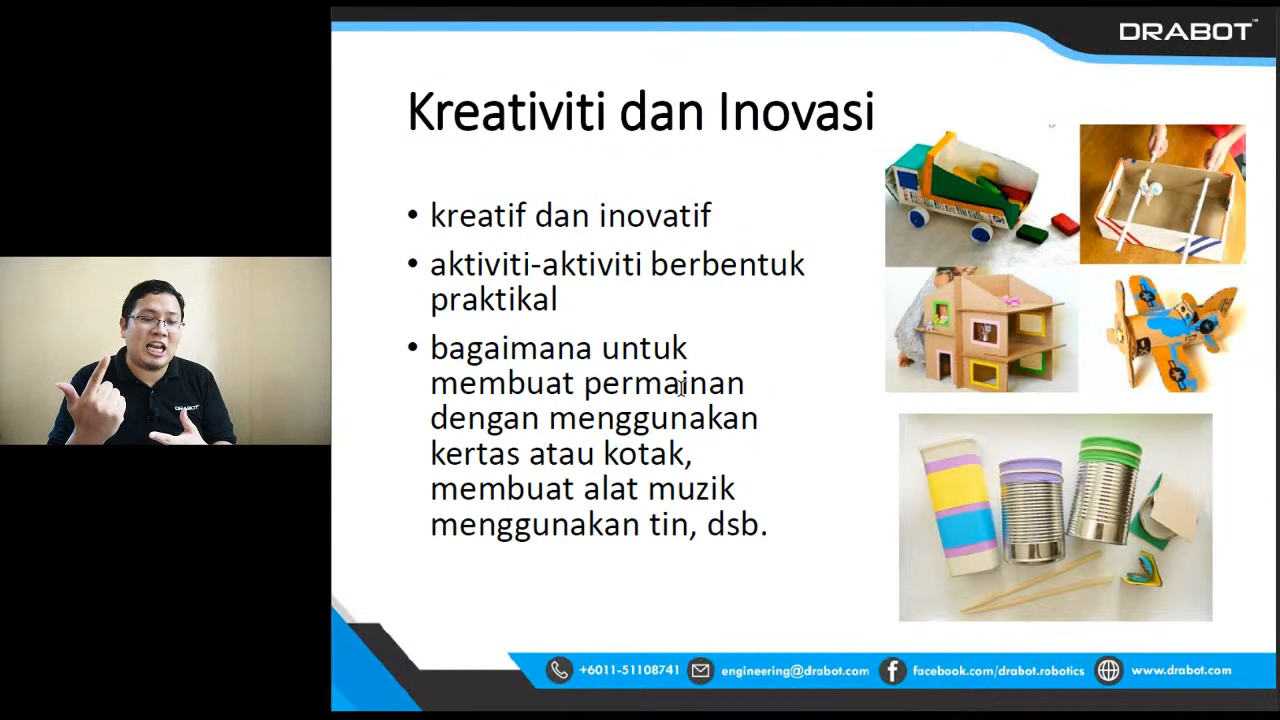 DRABOT™
Kreativiti dan Inovasi
• kreatif dan inovatif
• aktiviti-aktiviti berbentuk
praktikal
• bagaimana untuk
membuat permainan
dengan menggunakan
kertas atau kotak,
membuat alat muzik
menggunakan tin, dsb.
DRABOT
+6011-51108741 engineering@drabot.com facebook.com/drabot.robotics www.drabot.com